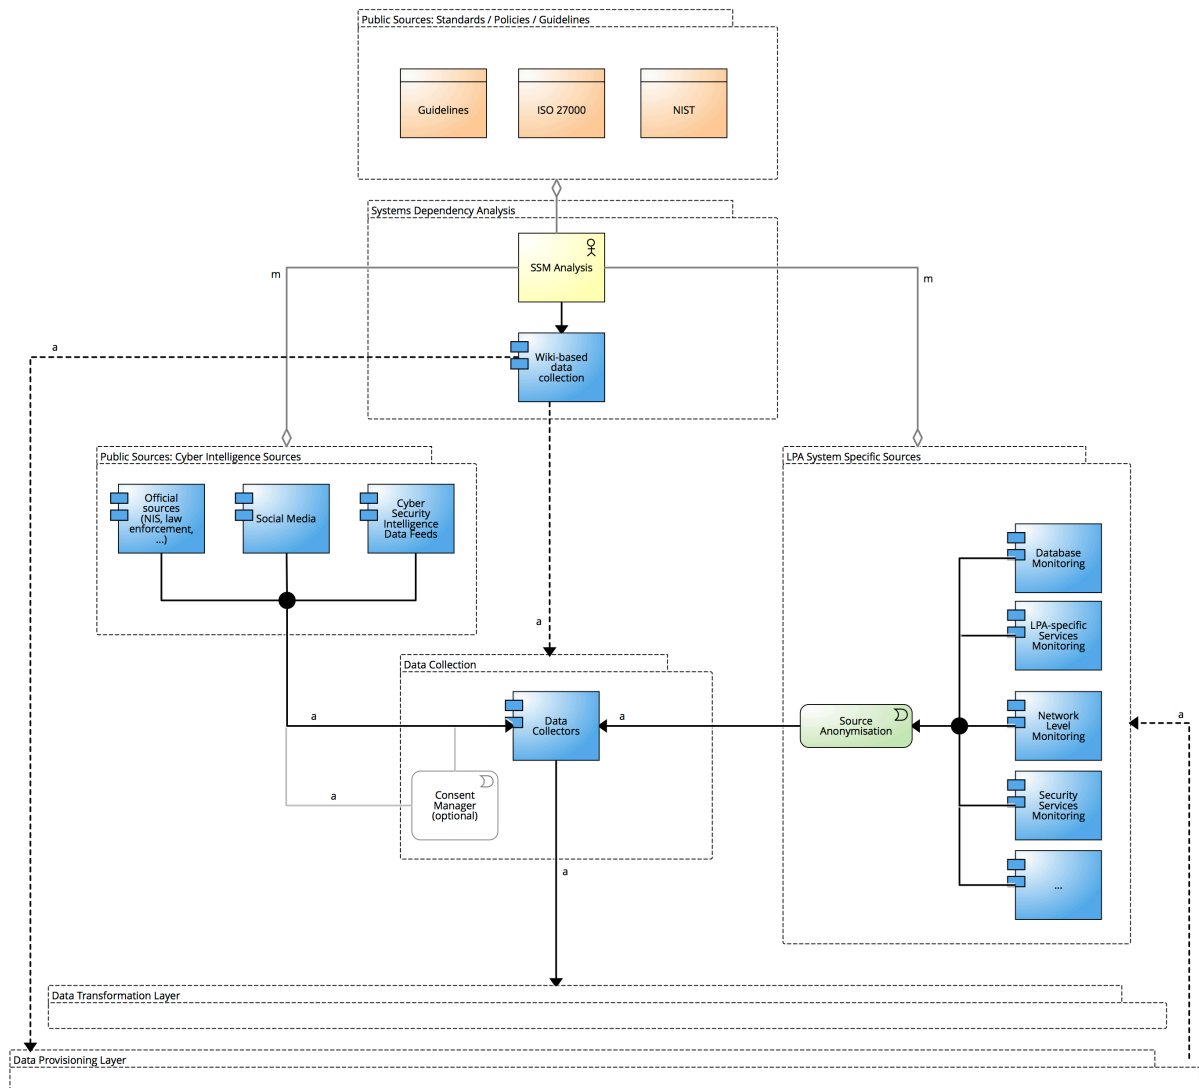 Public Sources: Standards / Policies / Guidelines
Guidelines
ISO 27000
NIST
Systems Dependency Analysis
SSM Analysis
m
m
Wiki-based
data
collection
a
Public Sources: Cyber Intelligence Sources
Official
sources
(NIS, law
enforcement,
...)
Social Media
Cyber
Security
Intelligence
Data Feeds
LPA System Specific Sources
Database
Monitoring
LPA-specific
Services
Monitoring
Network
Level
Monitoring
Security
Services
Monitoring
...
Source
Anonymisation
a
a
Data Collection
Data
Collectors
a
a
Consent
Manager
(optional)
a
a
Data Transformation Layer
Data Provisioning Layer